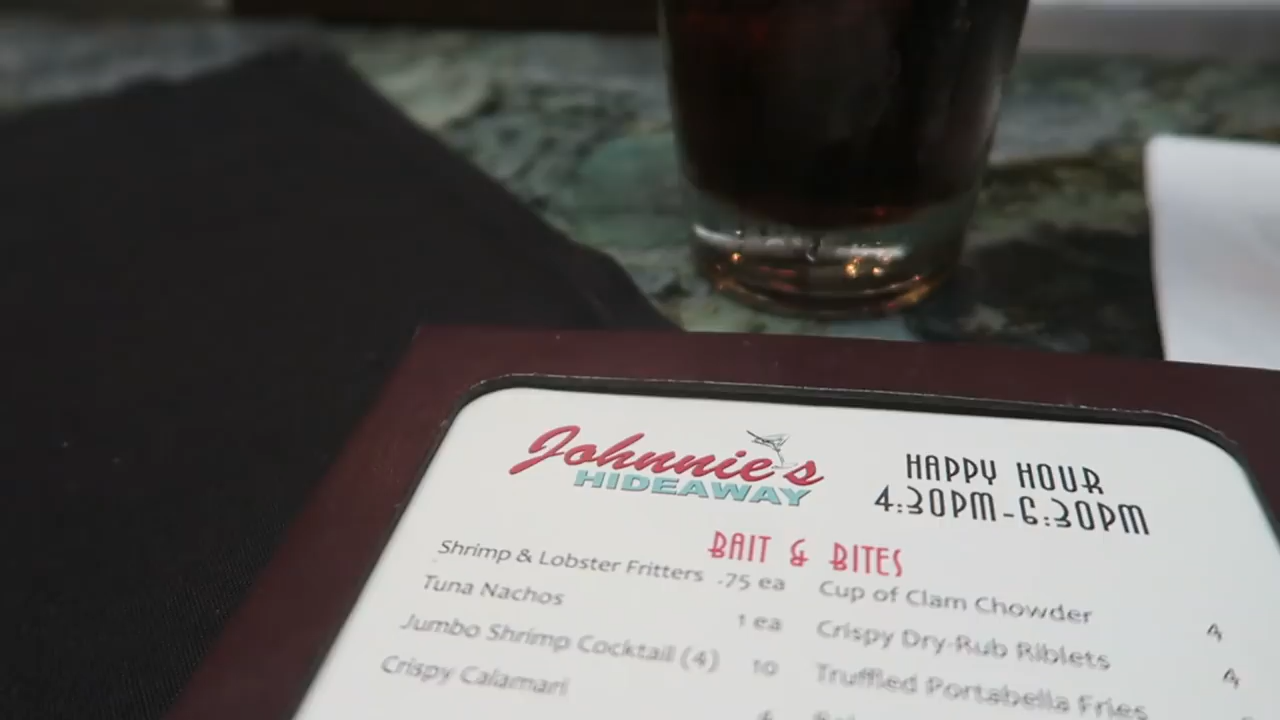 Johnnie's
HIDEAWAY
HAPPY HOUR
4:30PM-6:30PM
BAIT & BITES
Shrimp & Lobster Fritters .75 ea
Tuna Nachos 1 ea
Jumbo Shrimp Cocktail (4) 10
Crispy Calamari
Cup of Clam Chowder 4
Crispy Dry-Rub Riblets 4
Truffled Portabella Fries